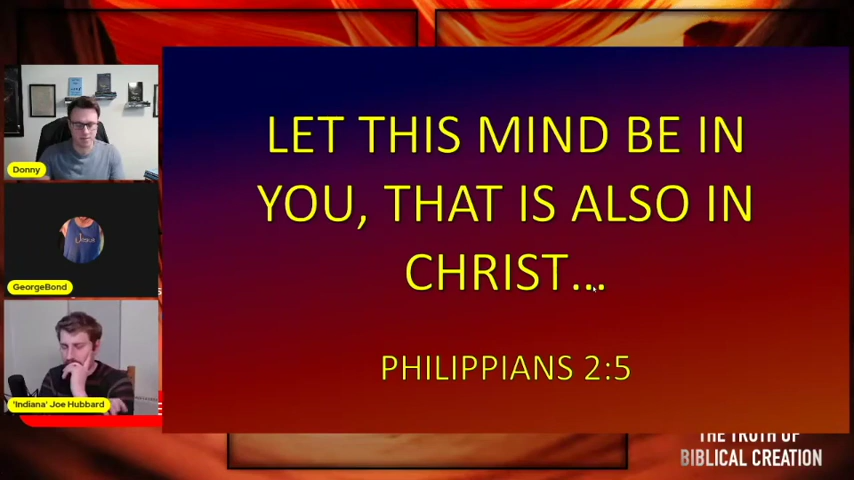 Donny
GeorgeBond
'Indiana' Joe Hubbard
LET THIS MIND BE IN
YOU, THAT IS ALSO IN
CHRIST...
PHILIPPIANS 2:5
THE TRUTH OF
BIBLICAL CREATION